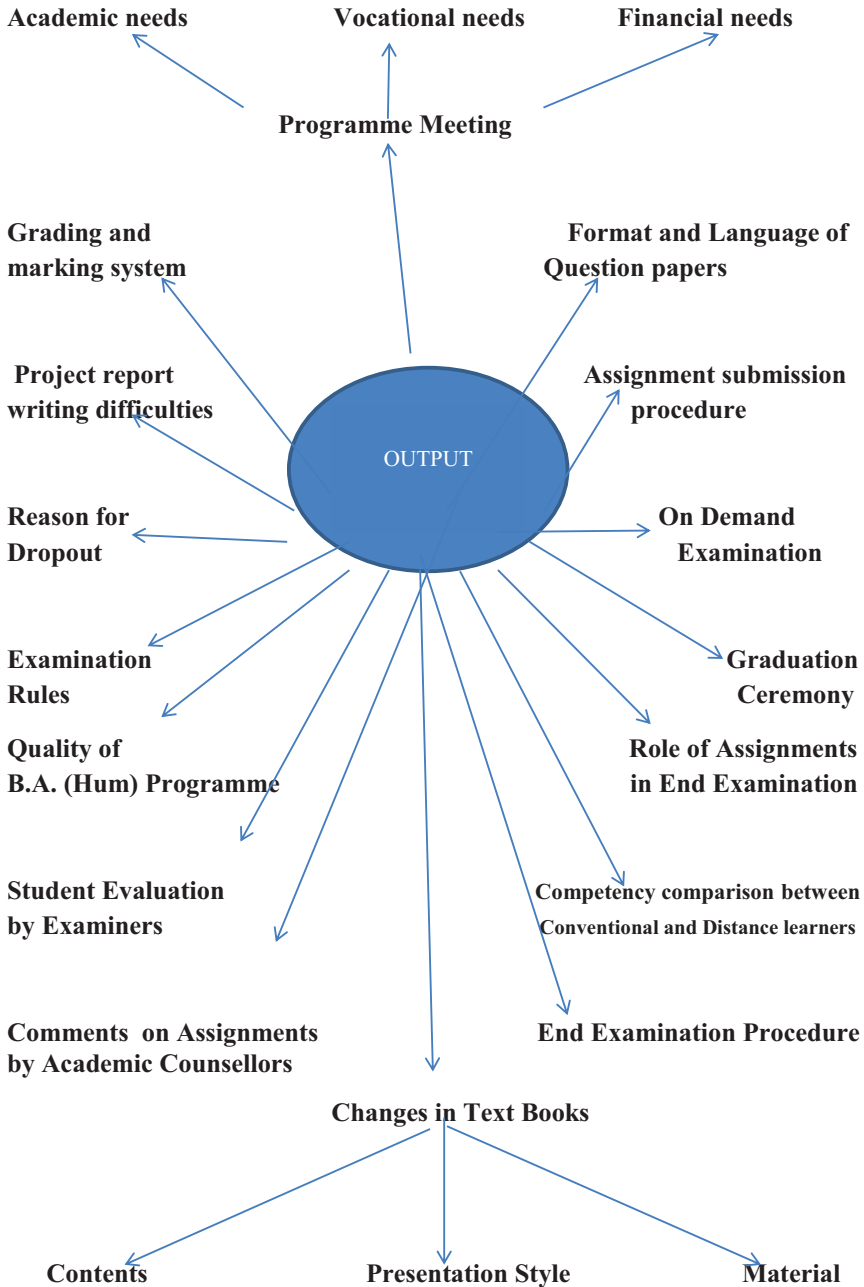 Academic needs
Vocational needs
Financial needs
Programme Meeting
Grading and
marking system
Format and Language of
Question papers
Project report
writing difficulties
Assignment submission
procedure
OUTPUT
Reason for
Dropout
On Demand
Examination
Examination
Rules
Graduation
Ceremony
Quality of
B.A. (Hum) Programme
Role of Assignments
in End Examination
Student Evaluation
by Examiners
Competency comparison between
Conventional and Distance learners
Comments on Assignments
by Academic Counsellors
End Examination Procedure
Changes in Text Books
Contents
Presentation Style
Material